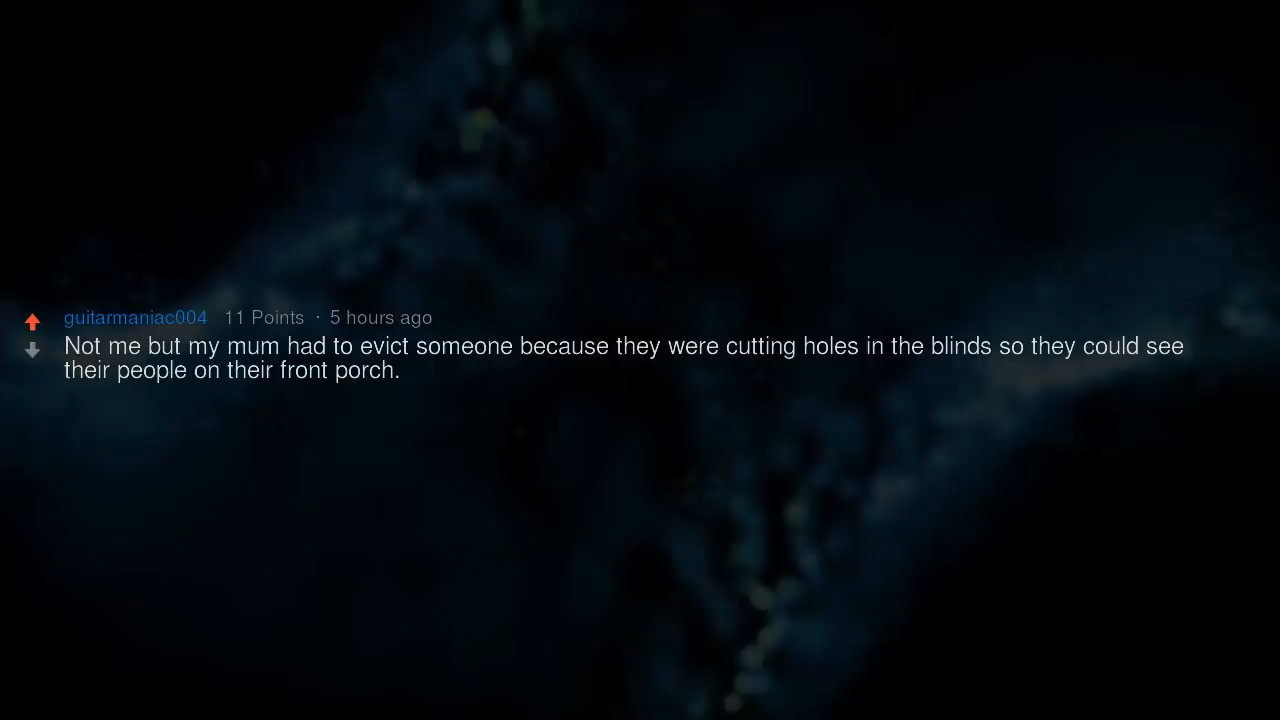 guitarmaniac004 11 Points · 5 hours ago
Not me but my mum had to evict someone because they were cutting holes in the blinds so they could see
their people on their front porch.